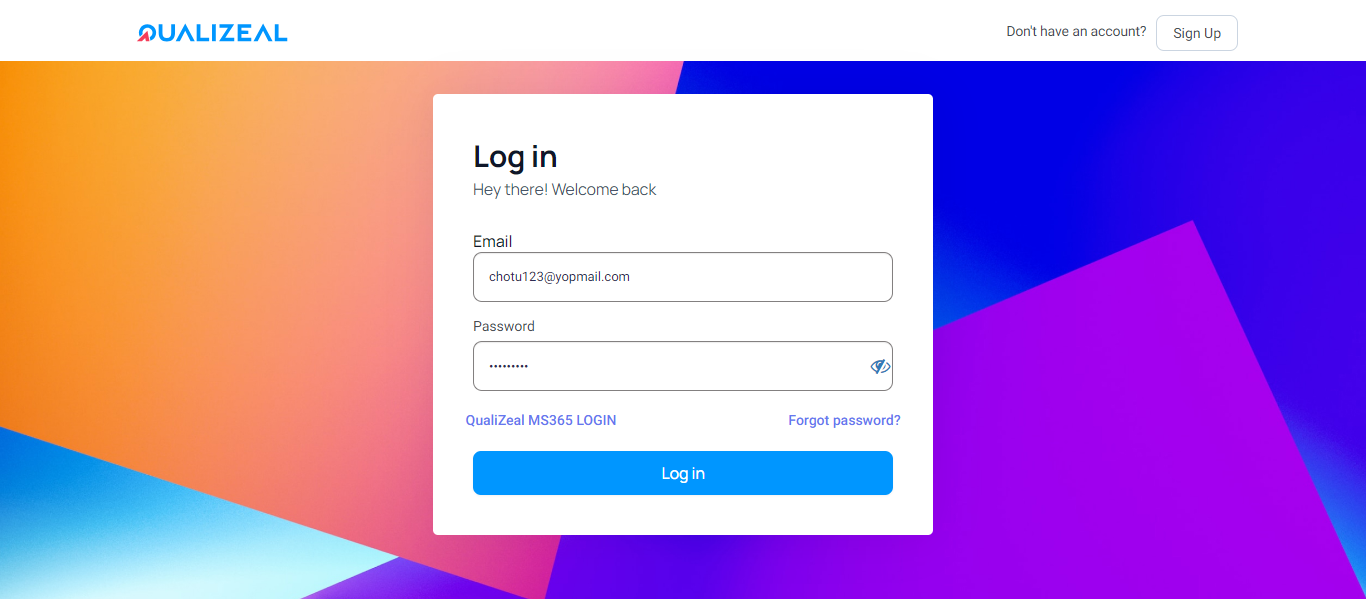 QUALIZEAL
Don't have an account?
Sign Up
Log in
Hey there! Welcome back
Email
chotu123@yopmail.com
Password
•••••••••
QualiZeal MS365 LOGIN
Forgot password?
Log in